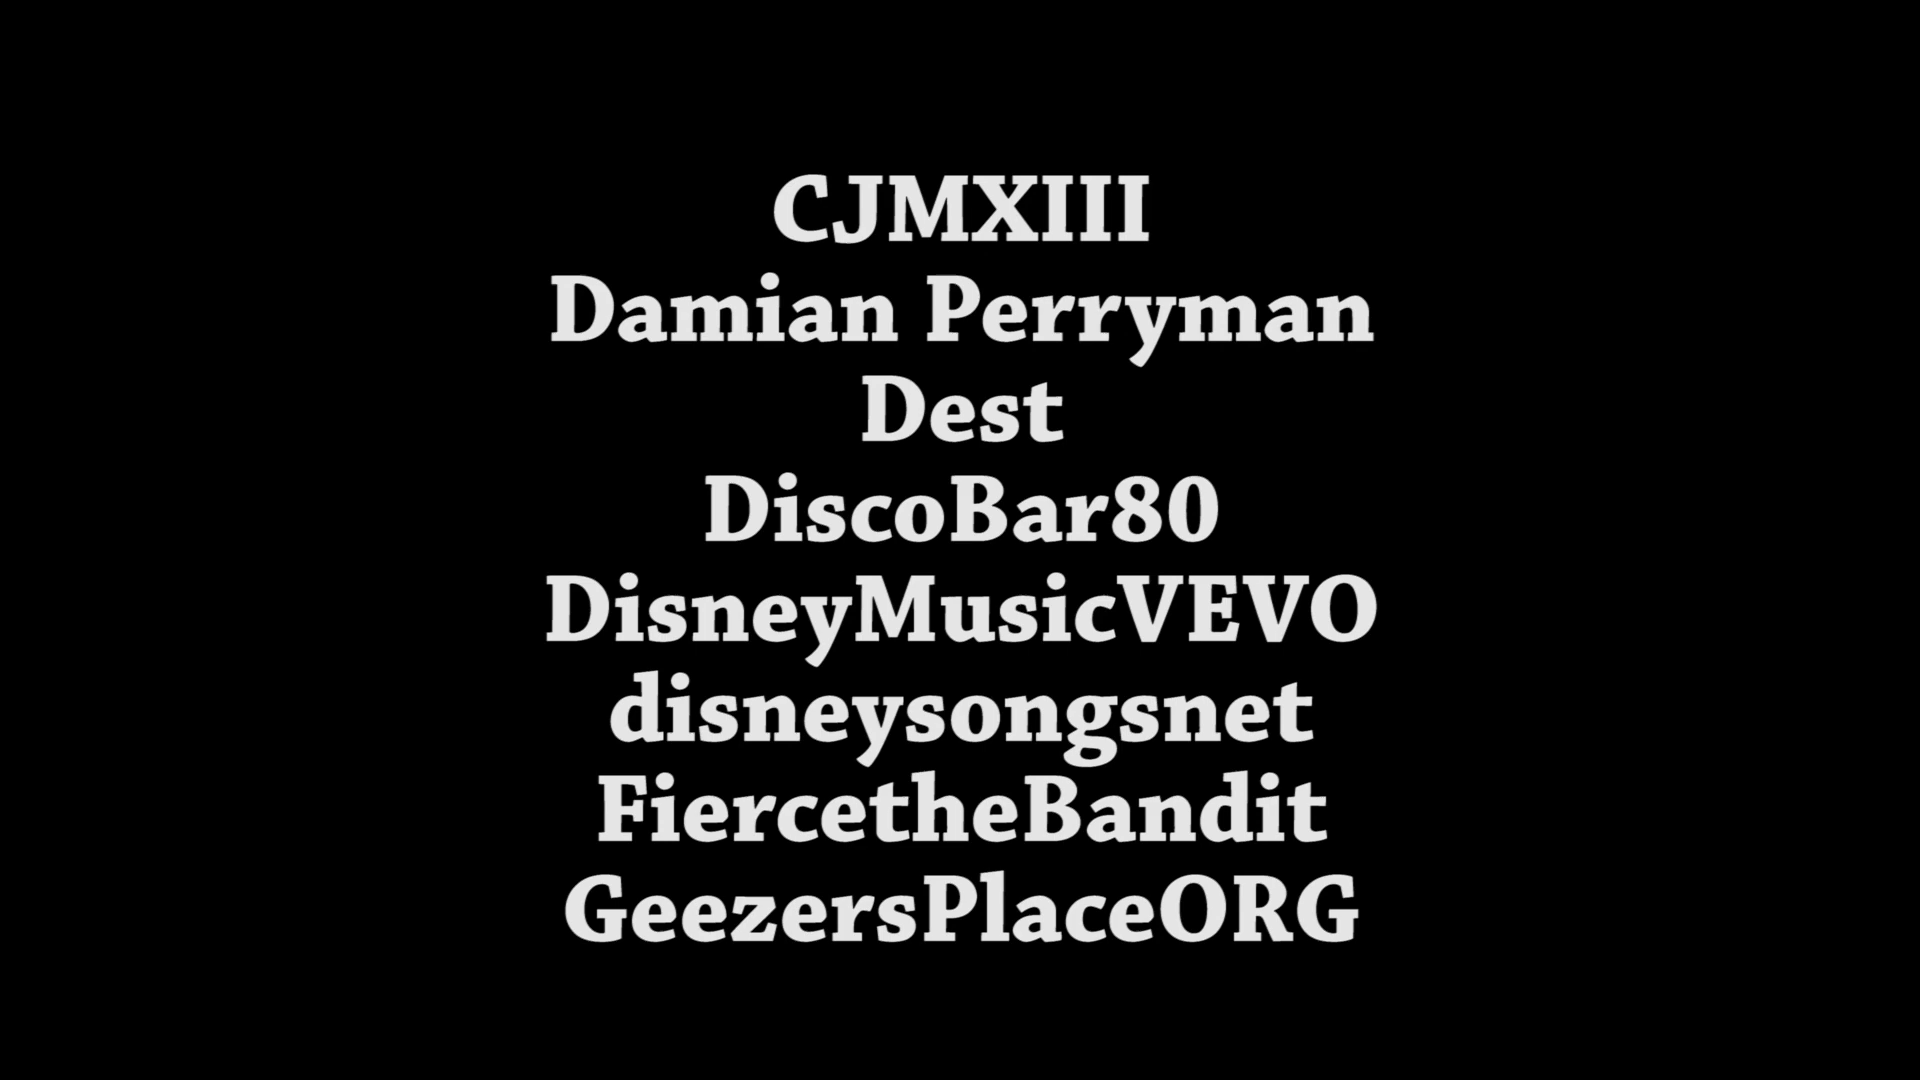 CJMXIII
Damian Perryman
Dest
DiscoBar80
DisneyMusicVEVO
disneysongsnet
FiercetheBandit
GeezersPlaceORG